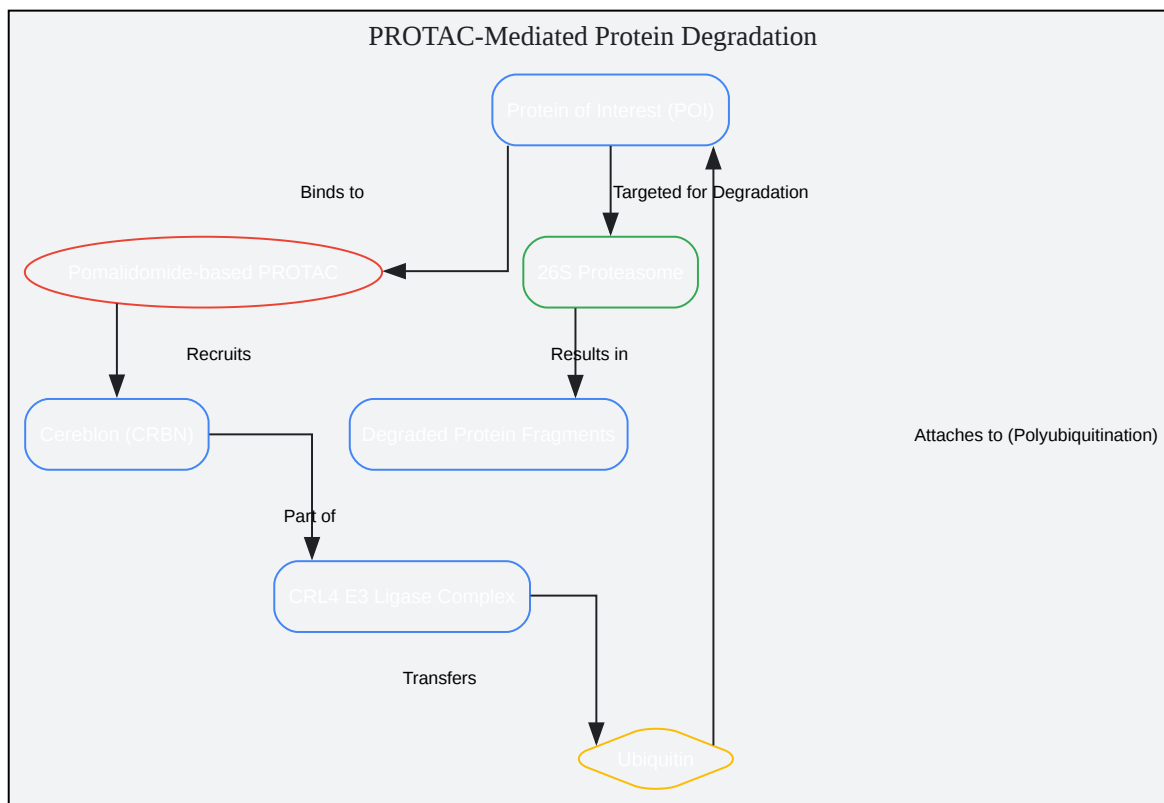 PROTAC-Mediated Protein Degradation
Protein of Interest (POI)
Binds to
Targeted for Degradation
Pomalidomide-based PROTAC
26S Proteasome
Recruits
Results in
Cereblon (CRBN)
Degraded Protein Fragments
Attaches to (Polyubiquitination)
Part of
CRL4 E3 Ligase Complex
Transfers
Ubiquitin